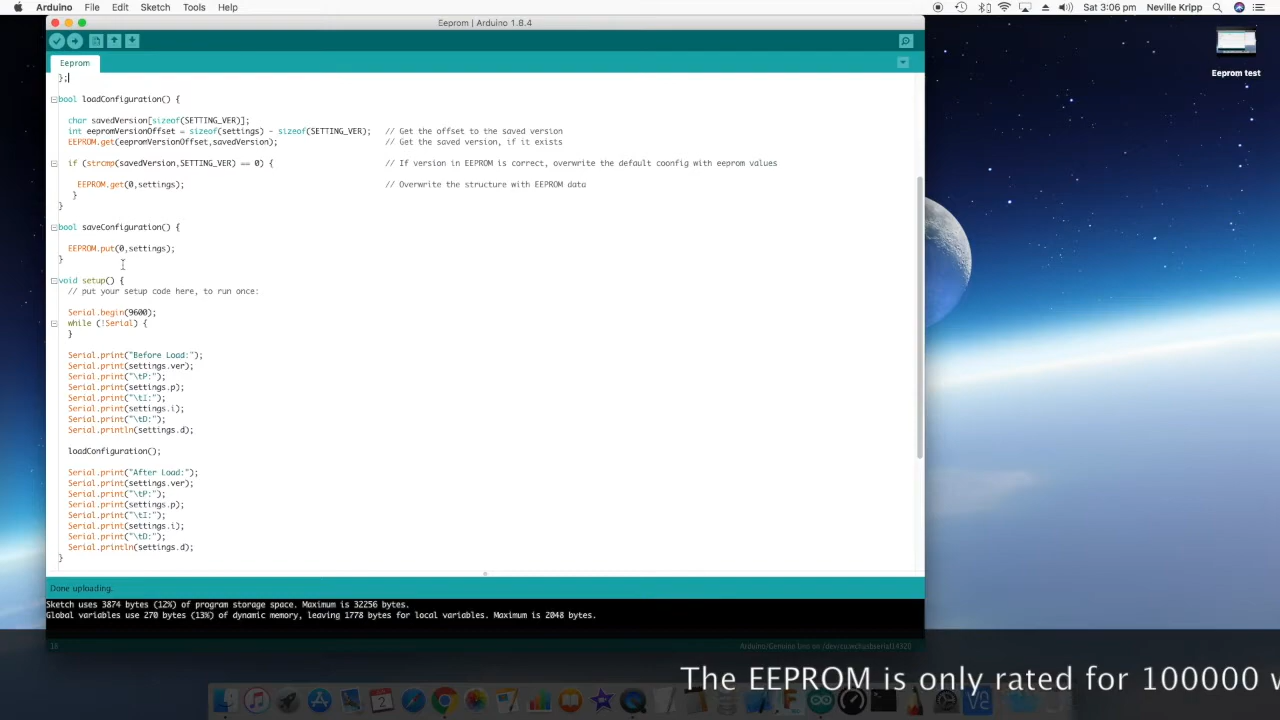 Arduino File Edit Sketch Tools Help
Sat 3:06 pm Neville Kripp
Eeprom | Arduino 1.8.4
Eeprom
Eeprom test
};
bool loadConfiguration() {
char savedVersion[sizeof(SETTING_VER)];
int eepromVersionOffset = sizeof(settings) - sizeof(SETTING_VER); // Get the offset to the saved version
EEPROM.get(eepromVersionOffset,savedVersion); // Get the saved version, if it exists
if (strcmp(savedVersion,SETTING_VER) == 0) { // If version in EEPROM is correct, overwrite the default coonfig with eeprom values
EEPROM.get(0,settings); // Overwrite the structure with EEPROM data
}
}
bool saveConfiguration() {
EEPROM.put(0,settings);
}
void setup() {
// put your setup code here, to run once:
Serial.begin(9600);
while (!Serial) {
}
Serial.print("Before Load:");
Serial.print(settings.ver);
Serial.print("\tP:");
Serial.print(settings.p);
Serial.print("\tI:");
Serial.print(settings.i);
Serial.print("\tD:");
Serial.println(settings.d);
loadConfiguration();
Serial.print("After Load:");
Serial.print(settings.ver);
Serial.print("\tP:");
Serial.print(settings.p);
Serial.print("\tI:");
Serial.print(settings.i);
Serial.print("\tD:");
Serial.println(settings.d);
}
Done uploading.
Sketch uses 3874 bytes (12%) of program storage space. Maximum is 32256 bytes.
Global variables use 270 bytes (13%) of dynamic memory, leaving 1778 bytes for local variables. Maximum is 2048 bytes.
18
Arduino/Genuino Uno on
The EEPROM is only rated for 100000 w